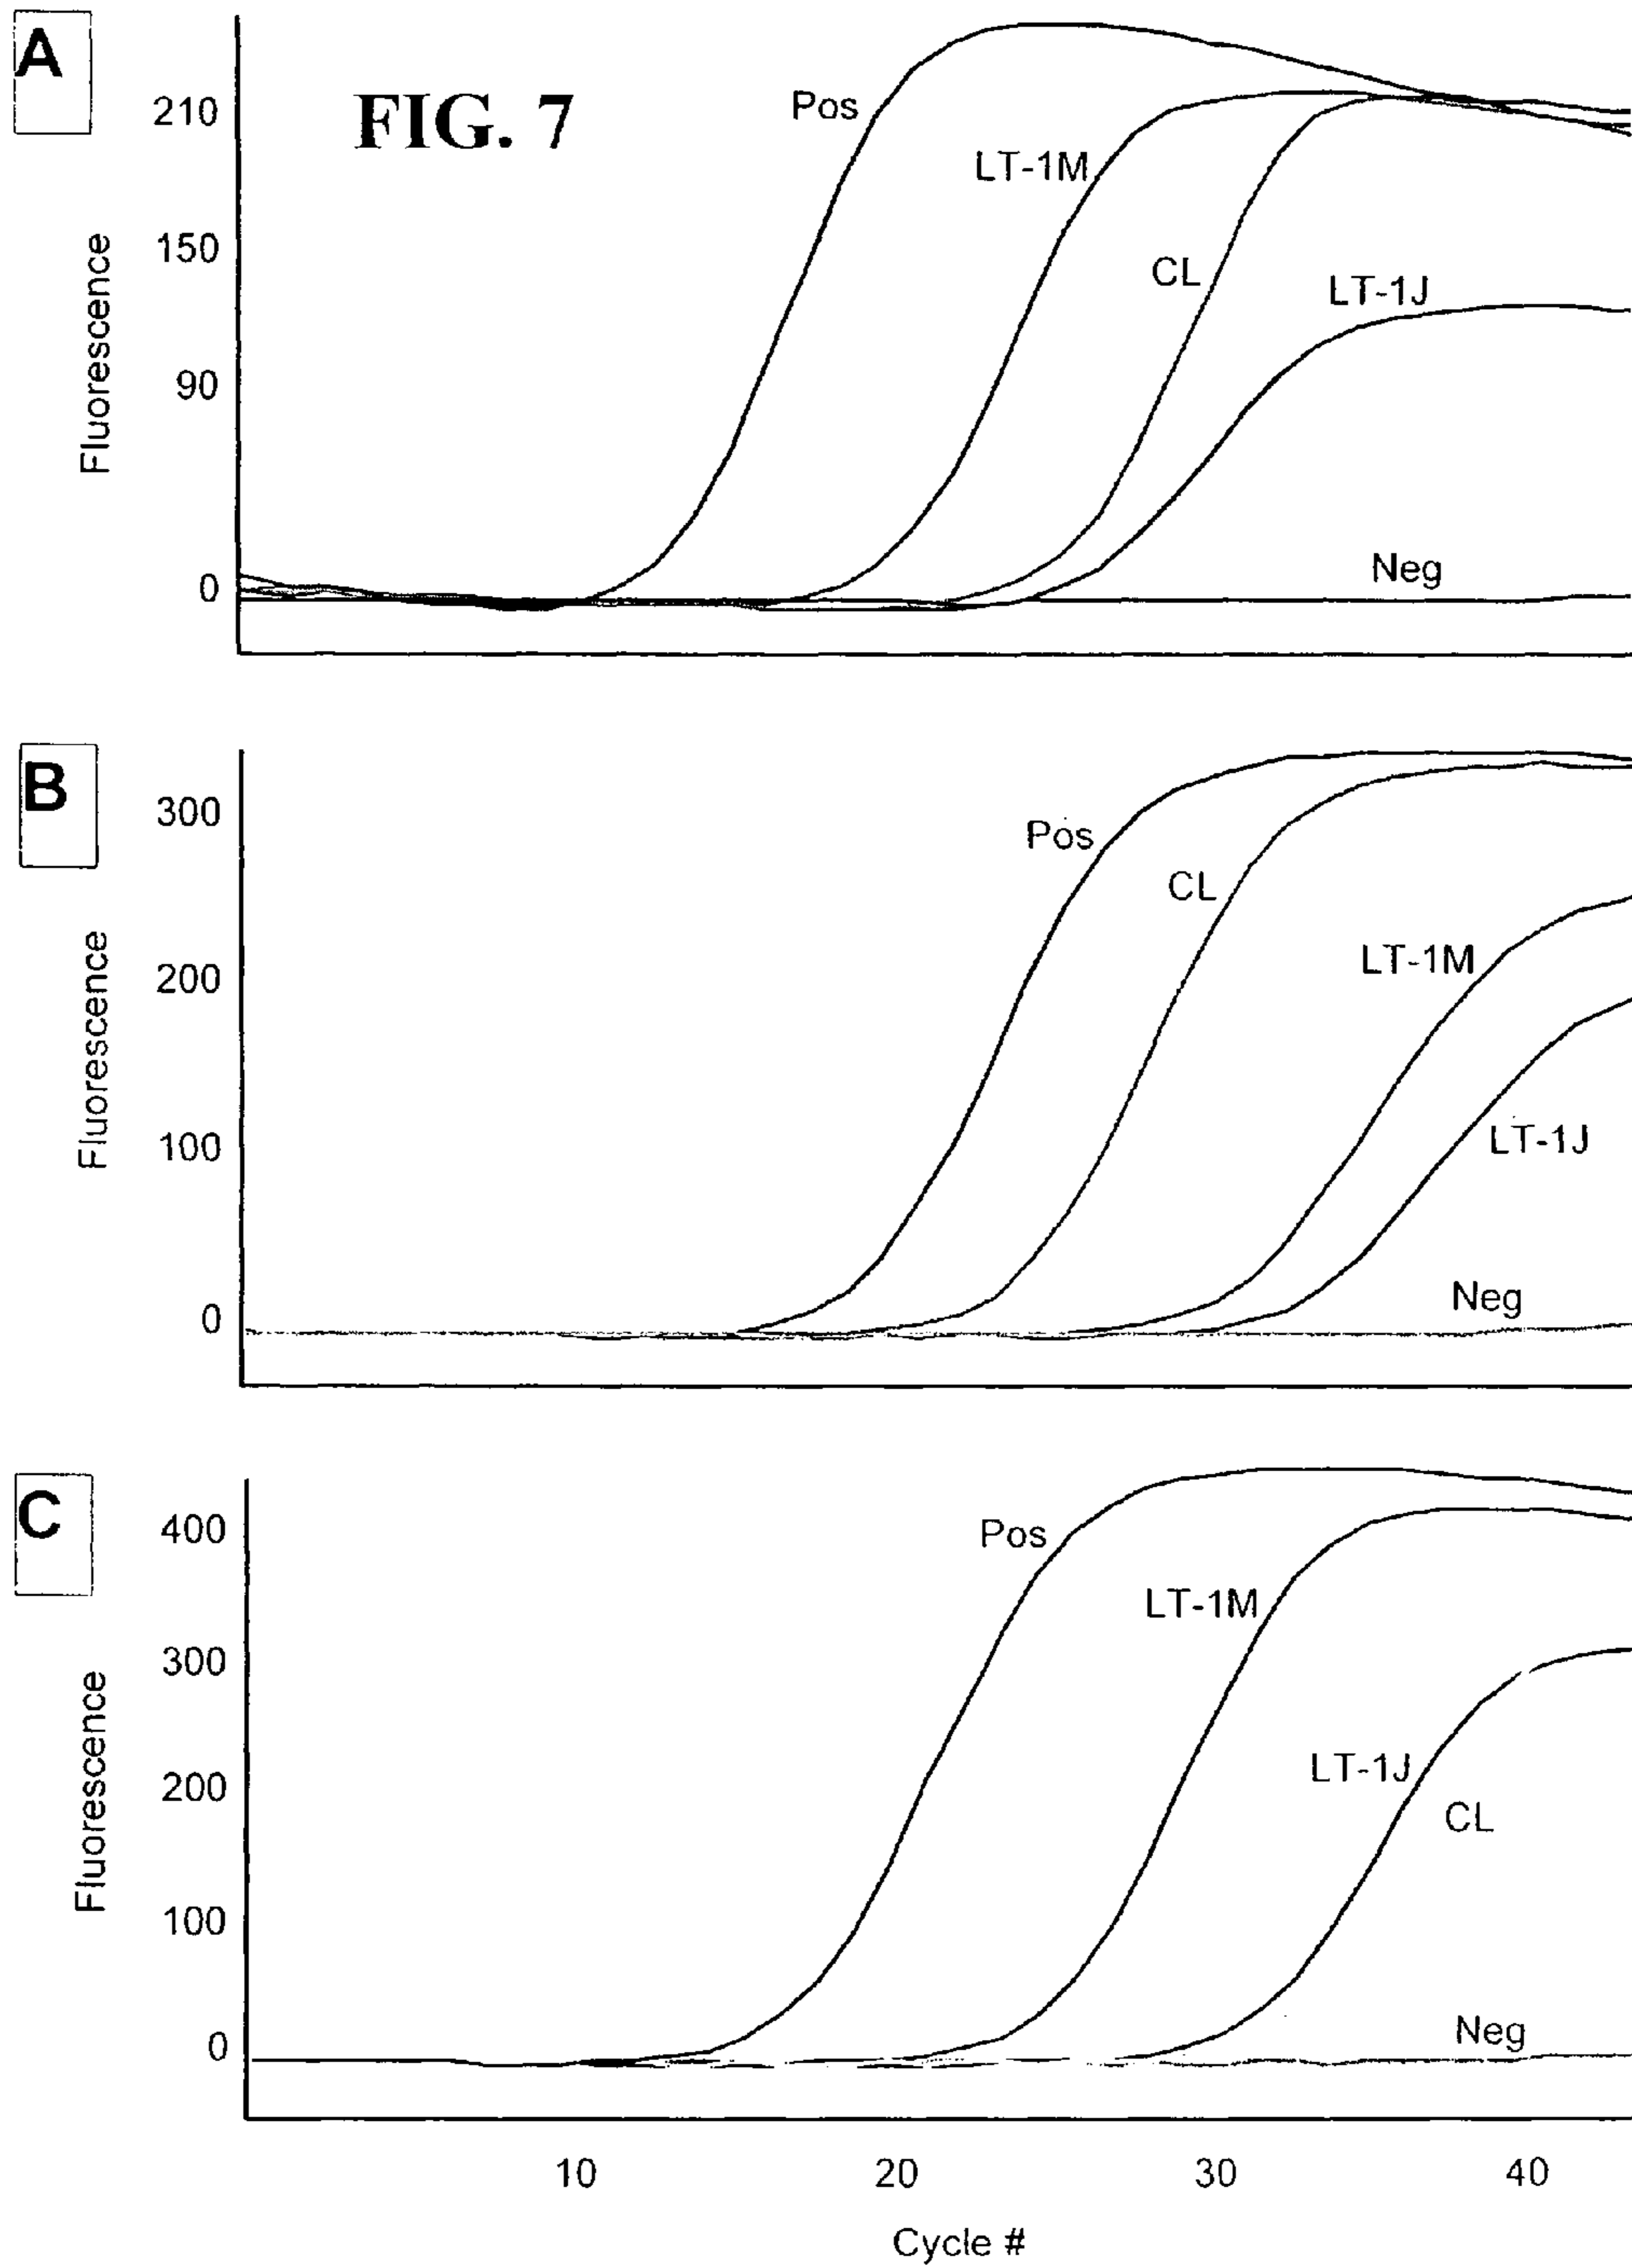 A
FIG. 7
210
150
90
0
Fluorescence
Pos
LT-1M
CL
LT-1J
Neg
B
300
200
100
0
Fluorescence
Pos
CL
LT-1M
LT-1J
Neg
C
400
300
200
100
0
Fluorescence
Pos
LT-1M
LT-1J
CL
Neg
10 20 30 40
Cycle #